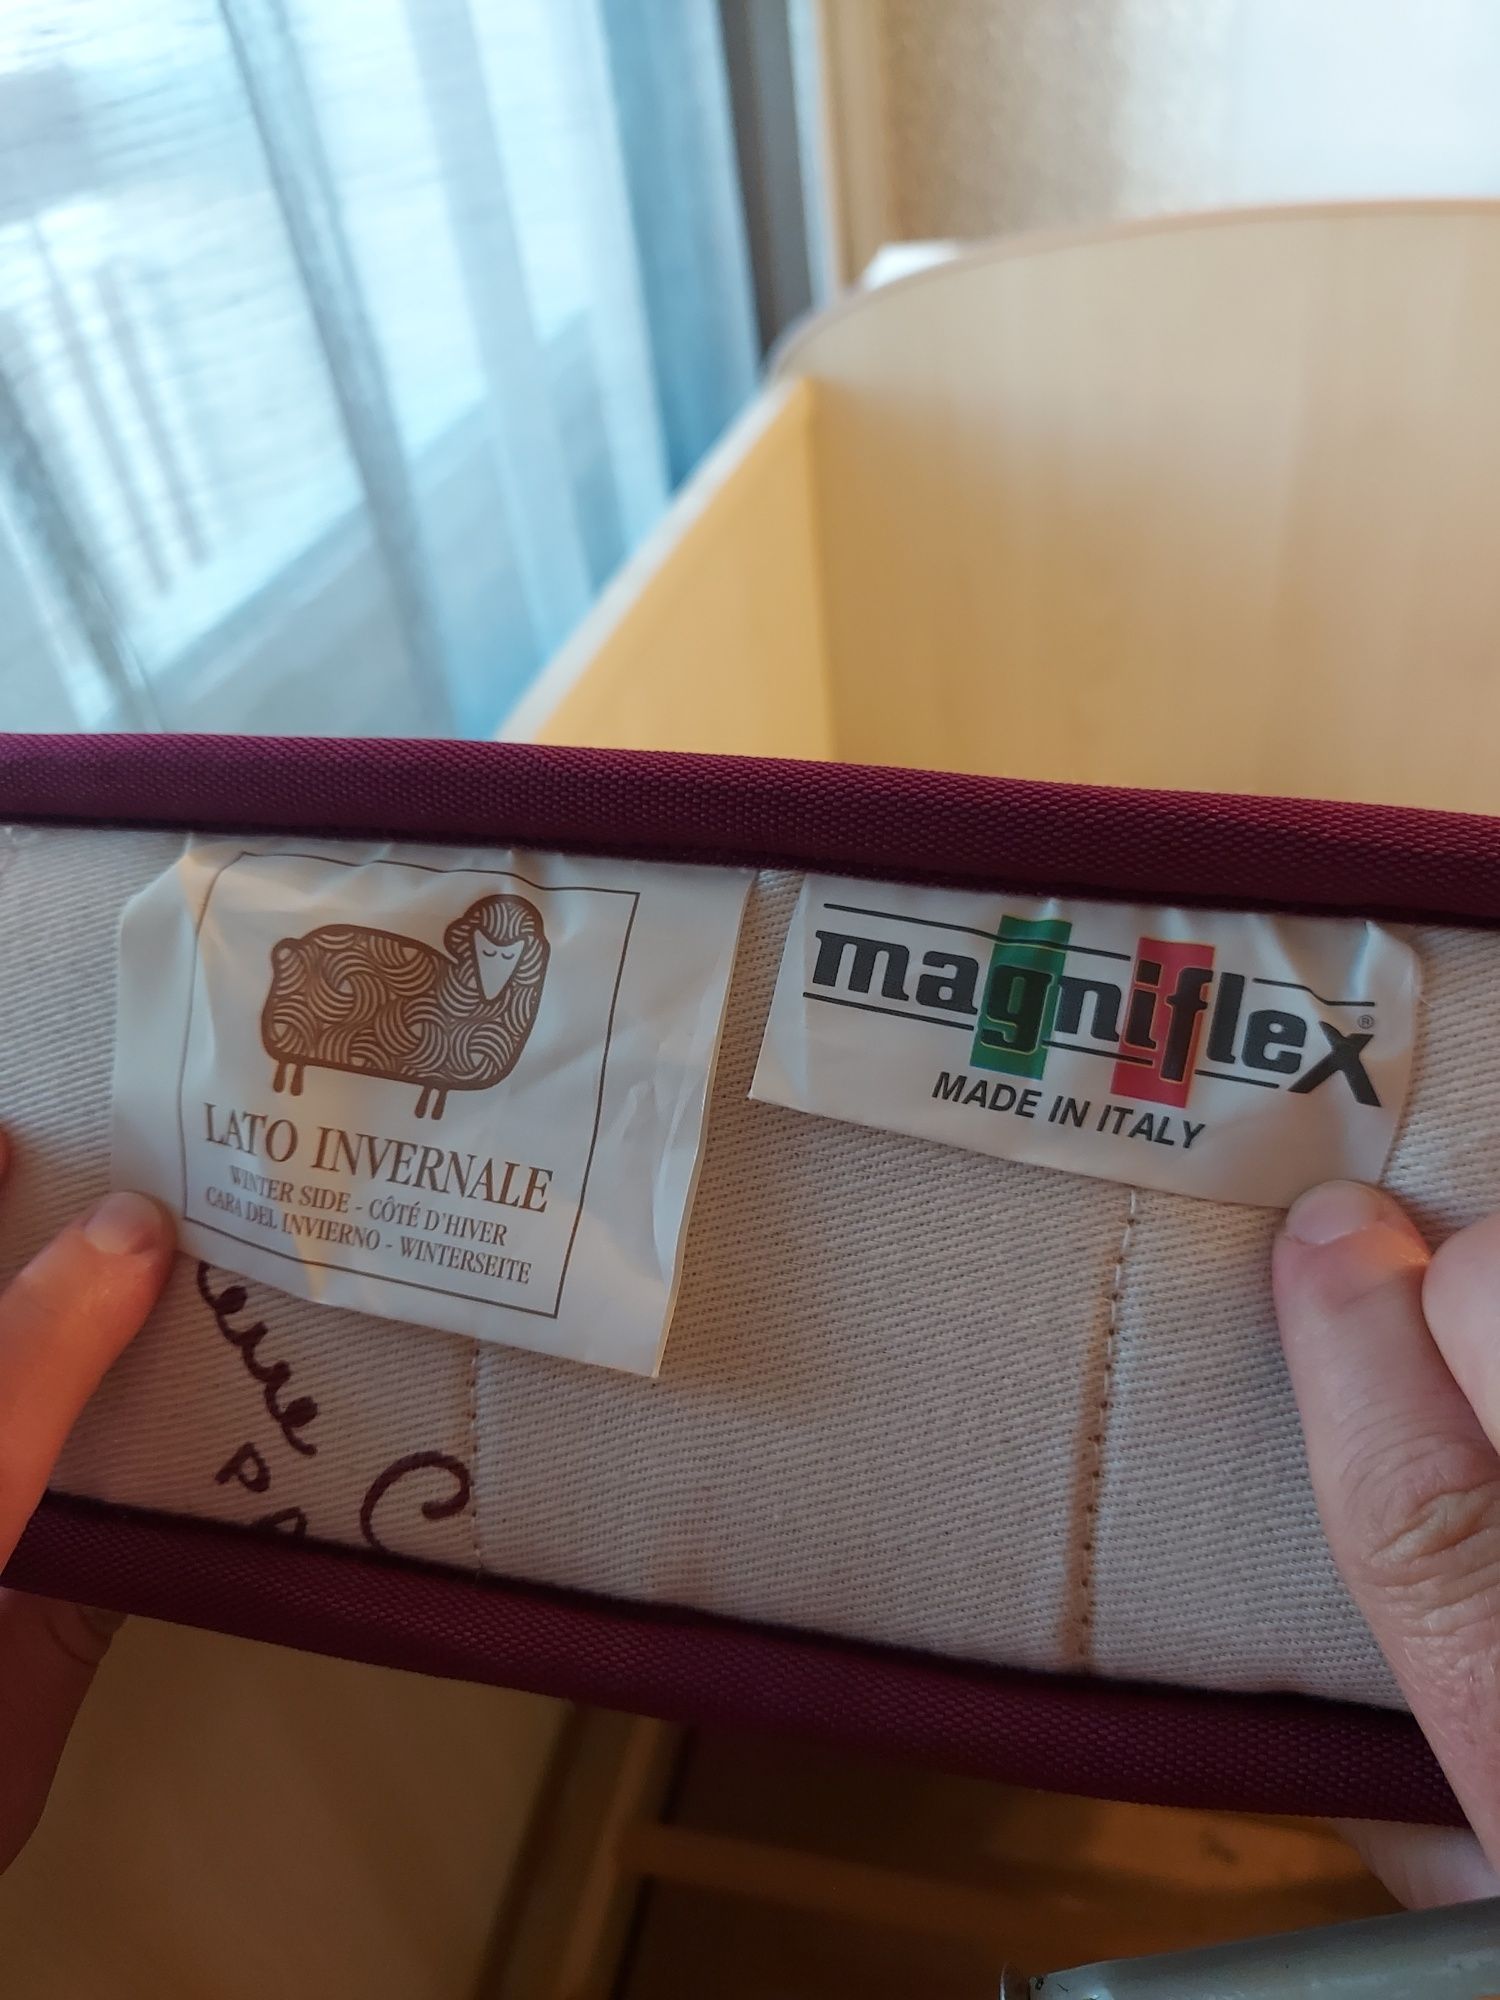 LATO INVERNALE
WINTER SIDE - CÔTÉ D'HIVER
CARA DEL INVIERNO - WINTERSEITE
magniflex®
MADE IN ITALY